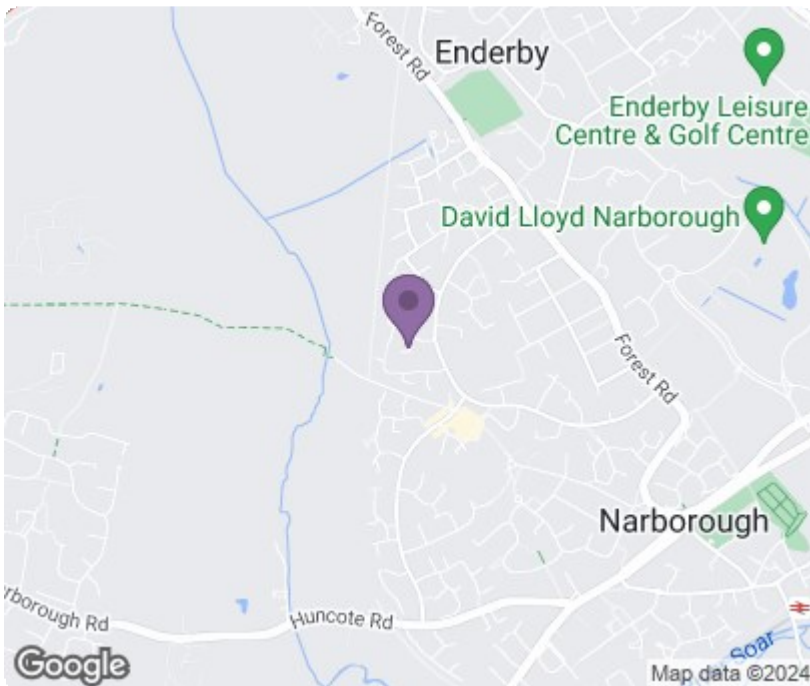 Forest Rd
Enderby
Enderby Leisure
Centre & Golf Centre
David Lloyd Narborough
Forest Rd
Narborough
rborough Rd
Huncote Rd
Soar
Google
Map data ©2024